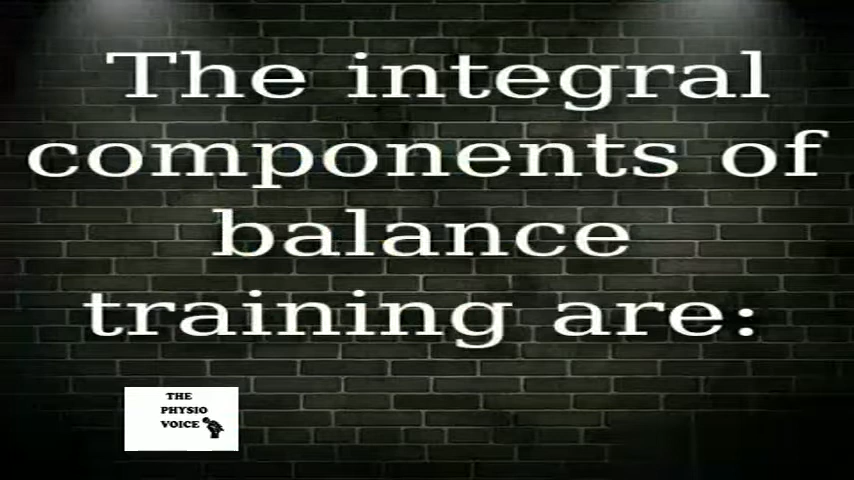 The integral
components of
balance
training are:
THE
PHYSIO
VOICE